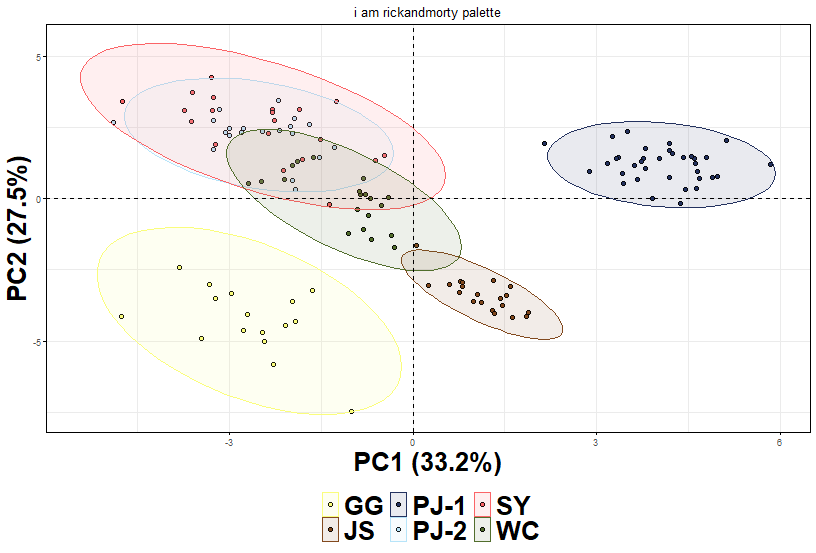 i am rickandmorty palette
PC2 (27.5%)
5
0
-5
-3
0
3
6
PC1 (33.2%)
GG PJ-1 SY
JS PJ-2 WC